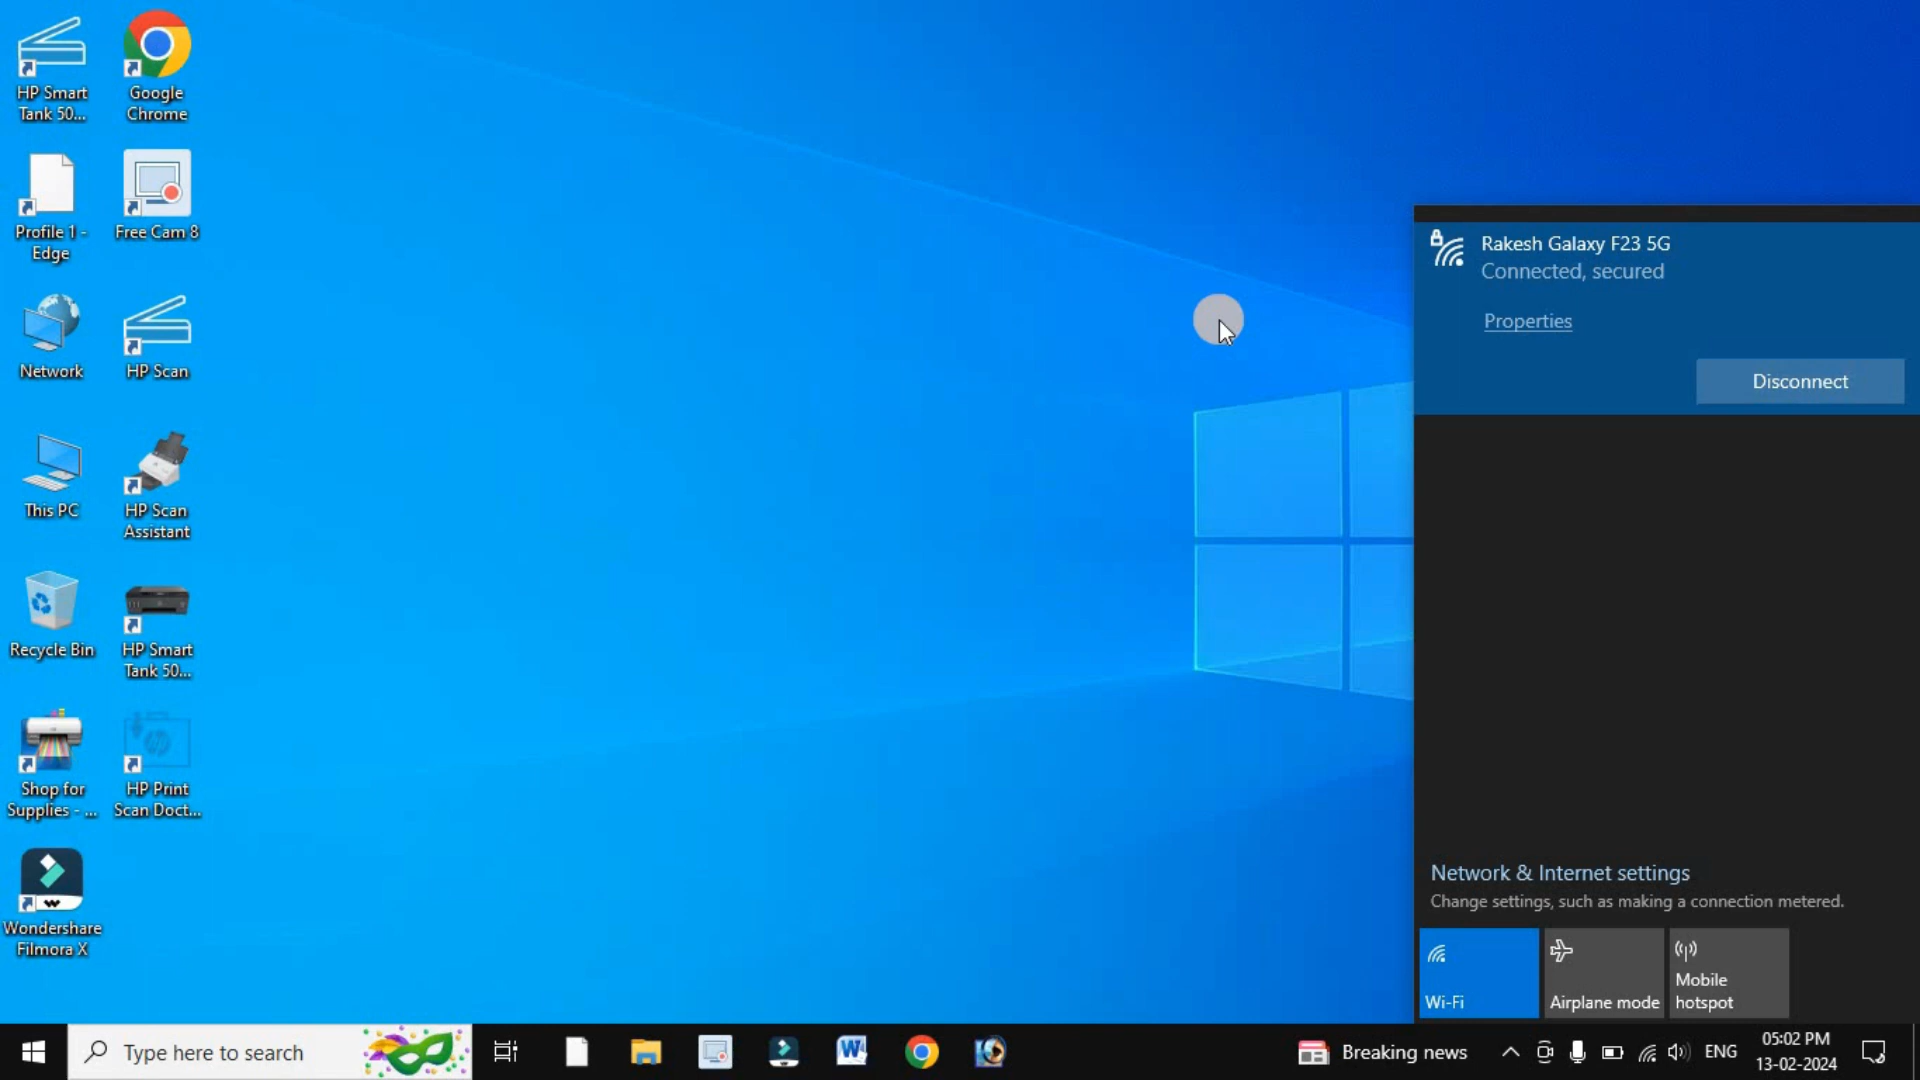 HP Smart
Tank 50...
Google
Chrome
Profile 1 -
Edge
Free Cam 8
Network
HP Scan
This PC
HP Scan
Assistant
Recycle Bin
HP Smart
Tank 50...
Shop for
Supplies - ...
HP Print
Scan Doct...
Wondershare
Filmora X
Rakesh Galaxy F23 5G
Connected, secured
Properties
Disconnect
Network & Internet settings
Change settings, such as making a connection metered.
Wi-Fi
Airplane mode
Mobile
hotspot
Type here to search
Breaking news
ENG
05:02 PM
13-02-2024